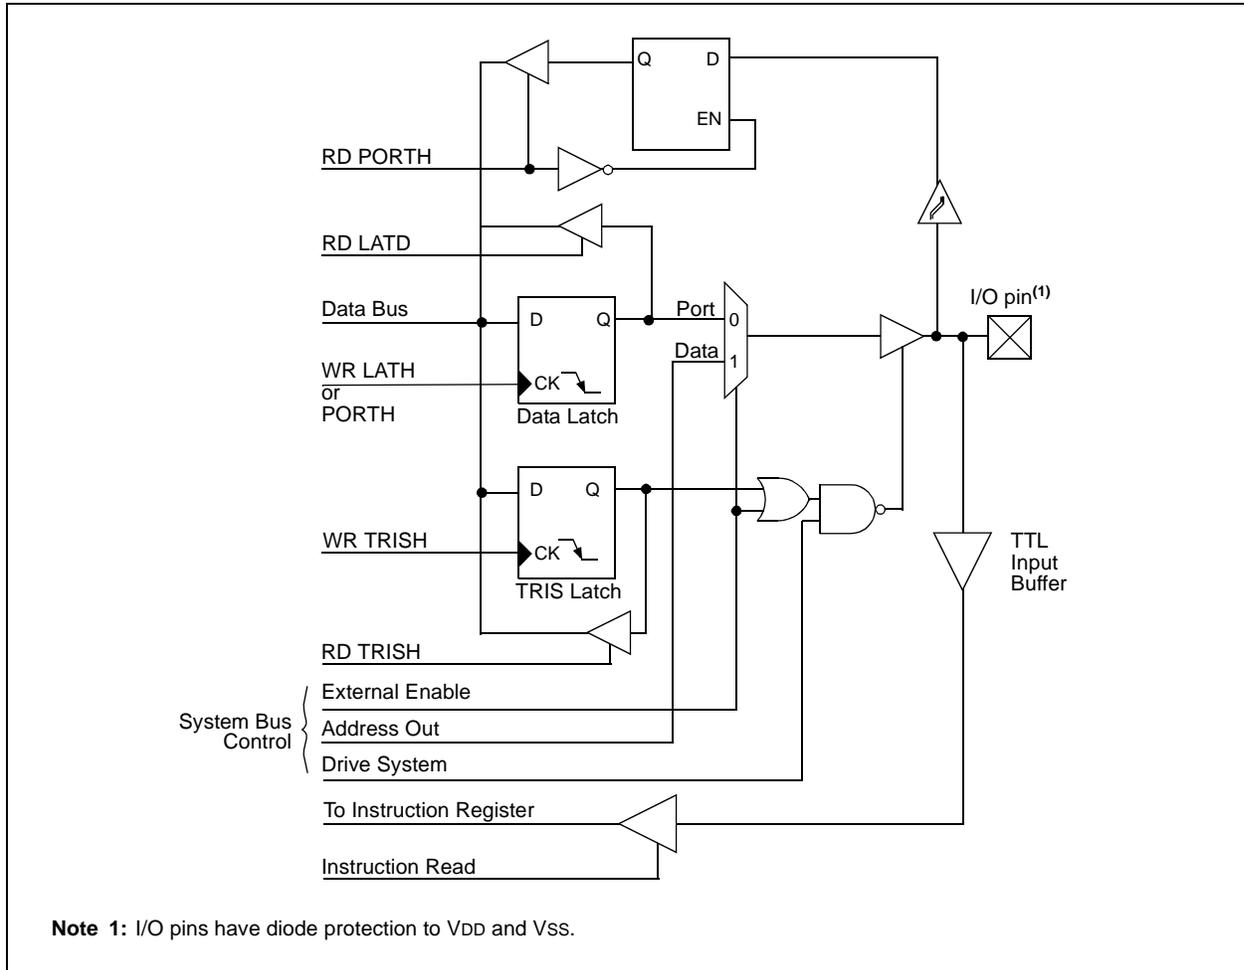 Q D
EN
RD PORTH
RD LATD
I/O pin(1)
Data Bus
D Q
Port
0
Data
1
WR LATH
or
PORTH
CK
Data Latch
D Q
WR TRISH
CK
TRIS Latch
TTL
Input
Buffer
RD TRISH
External Enable
System Bus
Control
Address Out
Drive System
To Instruction Register
Instruction Read
Note 1: I/O pins have diode protection to VDD and VSS.